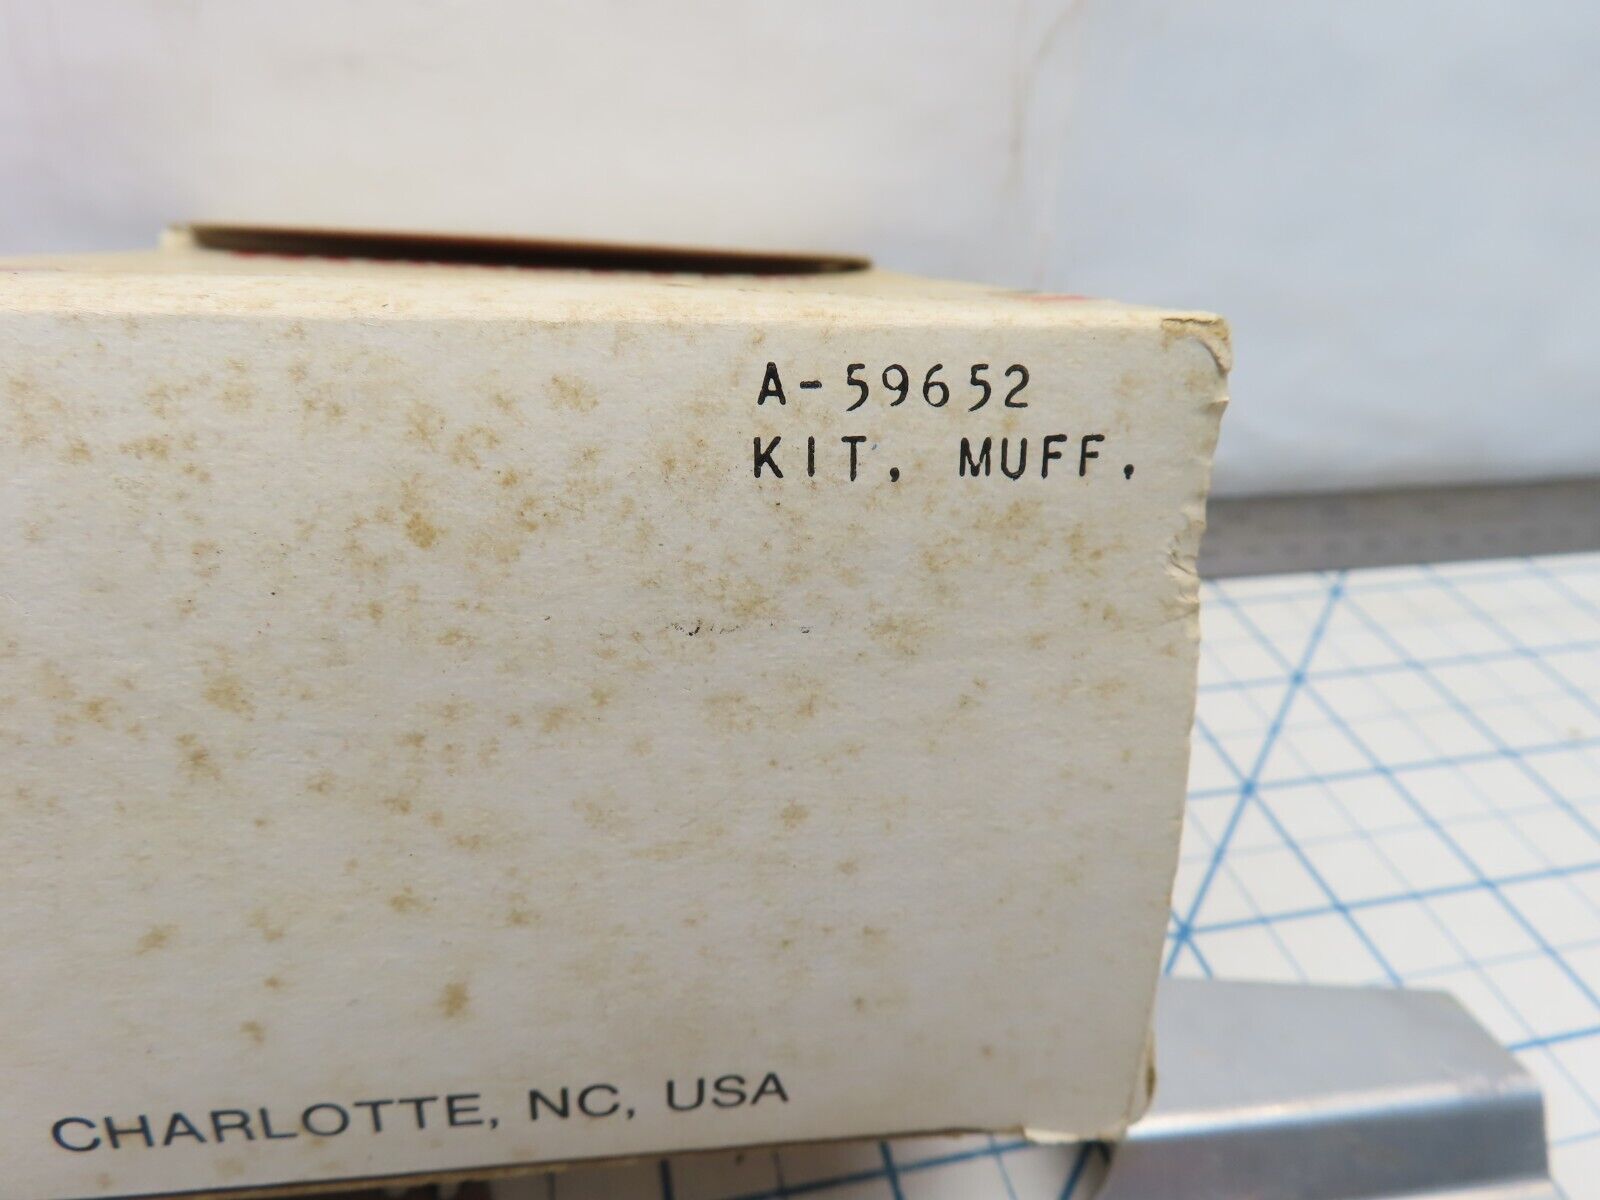 A-59652
KIT, MUFF.
CHARLOTTE, NC, USA